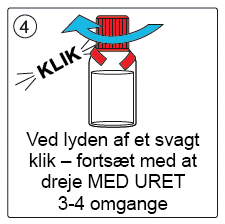 4
KLIK
Ved lyden af et svagt
klik – fortsæt med at
dreje MED URET
3-4 omgange